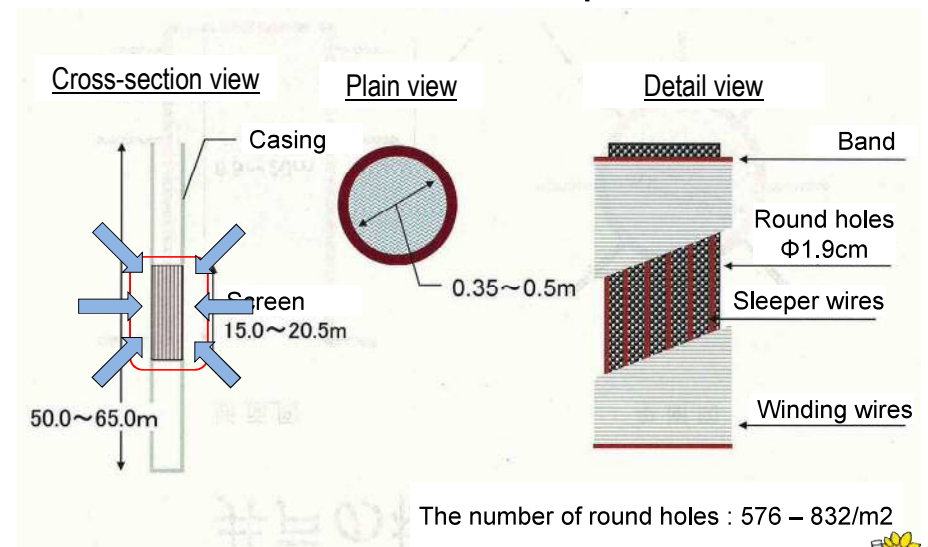 Cross-section view
Plain view
Detail view
Casing
Screen
15.0～20.5m
50.0～65.0m
0.35～0.5m
Band
Round holes
Φ1.9cm
Sleeper wires
Winding wires
The number of round holes : 576 – 832/m2